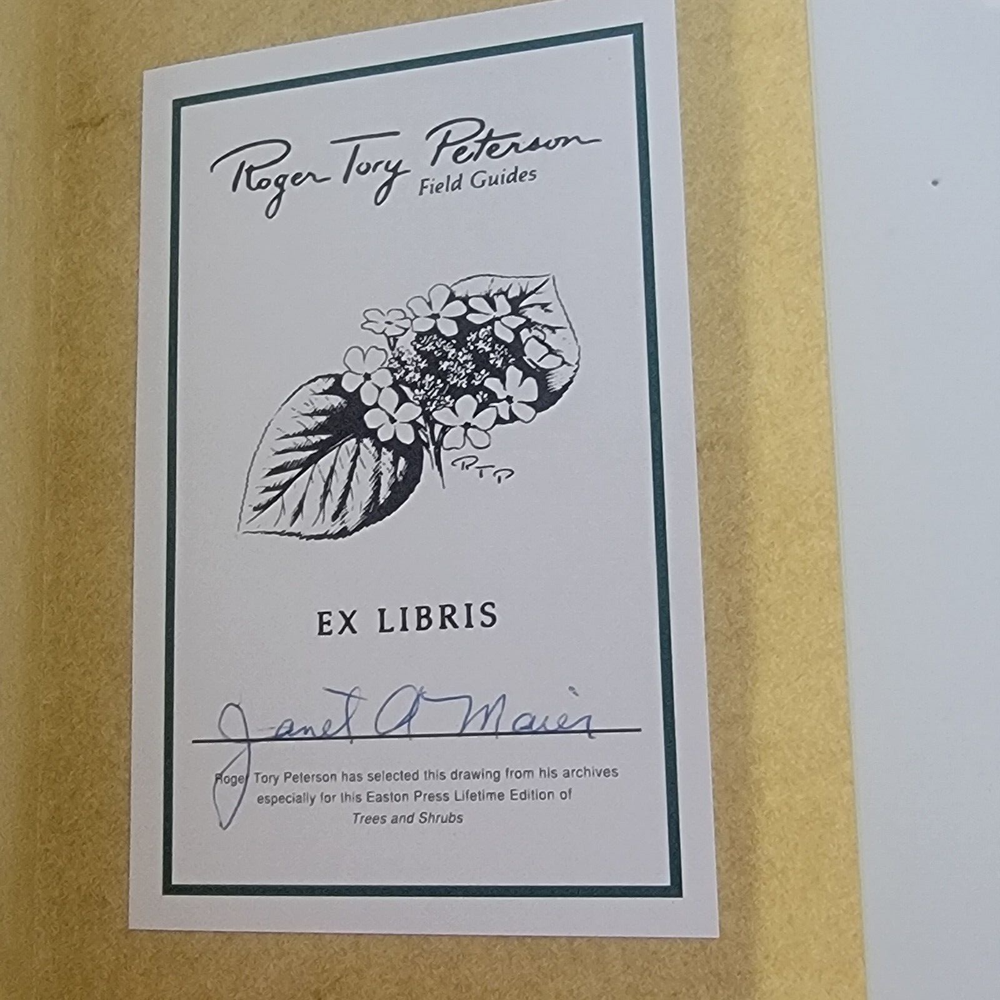 Roger Tory Peterson
Field Guides
RTP
EX LIBRIS
Janet A Maier
Roger Tory Peterson has selected this drawing from his archives
especially for this Easton Press Lifetime Edition of
Trees and Shrubs